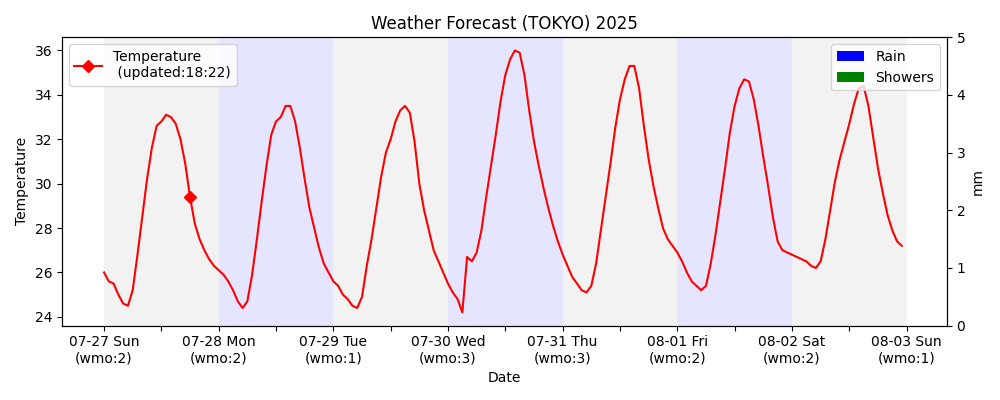 Weather Forecast (TOKYO) 2025
Temperature
(updated:18:22)
Rain
Showers
36
34
32
30
28
26
24
Temperature
5
4
3
2
1
0
mm
07-27 Sun
(wmo:2)
07-28 Mon
(wmo:2)
07-29 Tue
(wmo:1)
07-30 Wed
(wmo:3)
07-31 Thu
(wmo:3)
08-01 Fri
(wmo:2)
08-02 Sat
(wmo:2)
08-03 Sun
(wmo:1)
Date